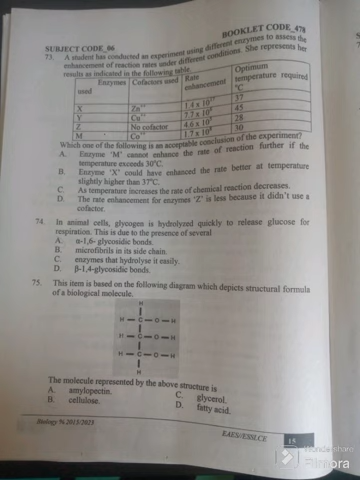 BOOKLET CODE_478
SUBJECT CODE_06
73. A student has conducted an experiment using different enzymes to assess the
enhancement of reaction rates under different conditions. She represents her
results as indicated in the following table.
Enzymes used Cofactors used Rate enhancement Optimum temperature required °C
X Zn⁺⁺ 37
Y Cu⁺⁺ 45
Z No cofactor 28
M Co⁺⁺ 30
Which one of the following is an acceptable conclusion of the experiment?
A. Enzyme 'M' cannot enhance the rate of reaction further if the
temperature exceeds 30°C.
B. Enzyme 'X' could have enhanced the rate better at temperature
slightly higher than 37°C.
C. As temperature increases the rate of chemical reaction decreases.
D. The rate enhancement for enzymes 'Z' is less because it didn't use a
cofactor.
74. In animal cells, glycogen is hydrolyzed quickly to release glucose for
respiration. This is due to the presence of several
A. α-1,6- glycosidic bonds.
B. microfibrils in its side chain.
C. enzymes that hydrolyse it easily.
D. β-1,4-glycosidic bonds.
75. This item is based on the following diagram which depicts structural formula
of a biological molecule.
H
H - C - O - H
H - C - O - H
H - C - O - H
H
The molecule represented by the above structure is
A. amylopectin.
B. cellulose.
C. glycerol.
D. fatty acid.
EAES//ESSLCE
15
Wondershare
Filmora